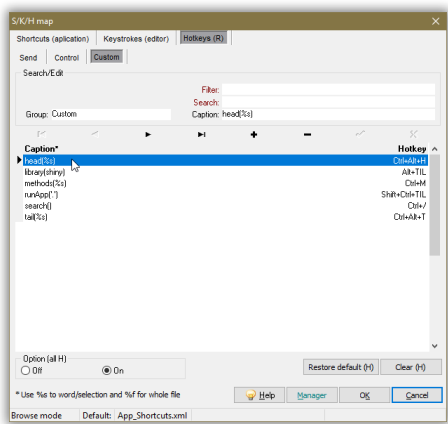 S/K/H map
Shortcuts (aplication) Keystrokes (editor) Hotkeys (R)
Send Control Custom
Search/Edit
Filter:
Search:
Group: Custom Caption: head(%s)
Caption* Hotkey
head(%s) Ctrl+Alt+H
library(shiny) Alt+TIL
methods(%s) Ctrl+M
runApp('.') Shift+Ctrl+TIL
search() Ctrl+/
tail(%s) Ctrl+Alt+T
Option (all H)
Off On
Restore default (H) Clear (H)
* Use %s to word/selection and %f for whole file
Help Manager OK Cancel
Browse mode Default: App_Shortcuts.xml